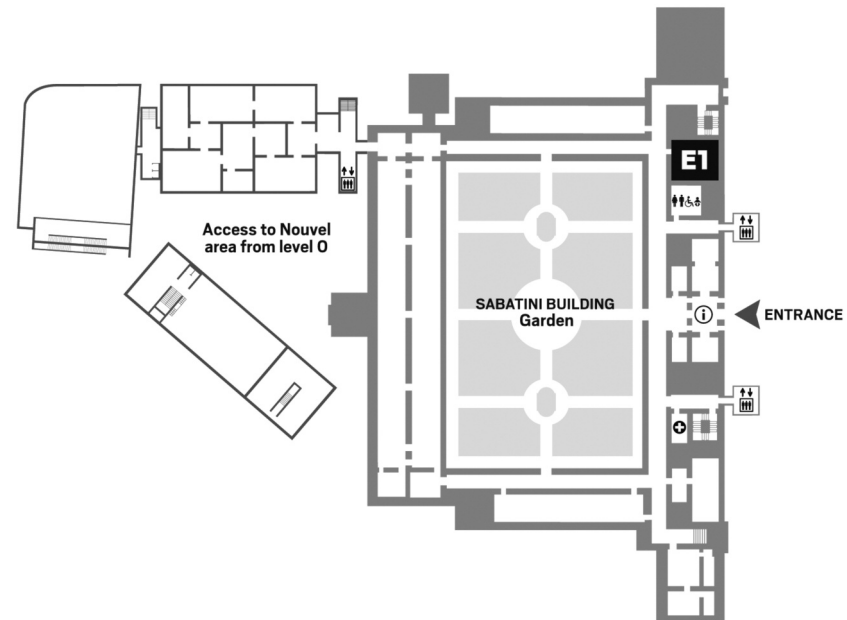 E1
Access to Nouvel
area from level 0
SABATINI BUILDING
Garden
i
ENTRANCE